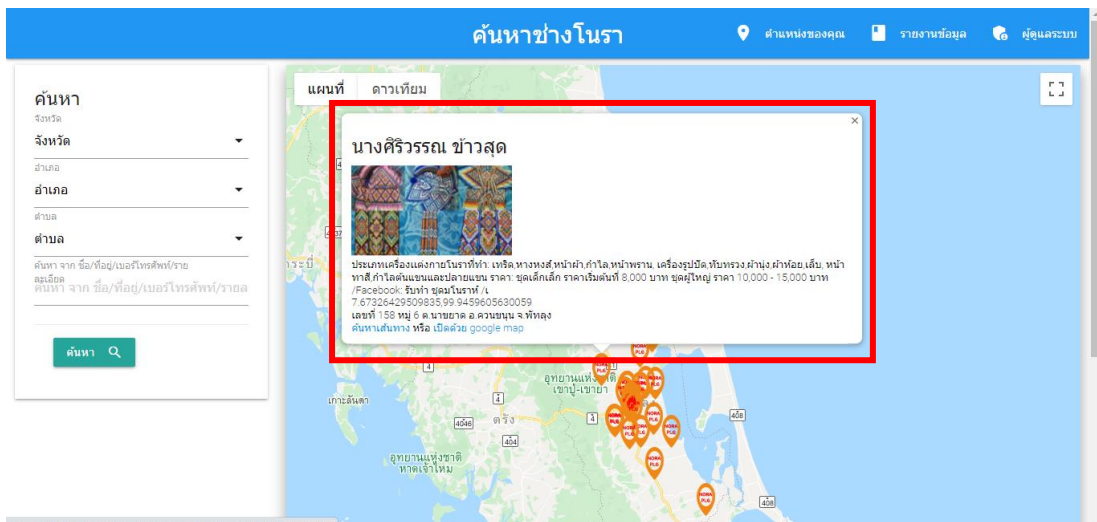 ค้นหาช่างโนรา
ตำแหน่งของคุณ
รายงานข้อมูล
ผู้ดูแลระบบ
ค้นหา
จังหวัด
จังหวัด
อำเภอ
อำเภอ
ตำบล
ตำบล
ค้นหา จาก ชื่อ/ที่อยู่/เบอร์โทรศัพท์/ราย
ละเอียด
ค้นหา จาก ชื่อ/ที่อยู่/เบอร์โทรศัพท์/รายล
ค้นหา
แผนที่ ดาวเทียม
นางศิริวรรณ ข้าวสุด
ประเภทเครื่องแต่งกายโนราที่ทำ: เทริด,หางหงส์,หน้าผ้า,กำไล,หน้าพราน, เครื่องรูปปัด,ทับทรวง,ผ้านุ่ง,ผ้าห้อย,เล็บ, หน้า
ทาสี,กำไลต้นแขนและปลายแขน ราคา: ชุดเด็กเล็ก ราคาเริ่มต้นที่ 8,000 บาท ชุดผู้ใหญ่ ราคา 10,000 - 15,000 บาท
/Facebook: รับทำ ชุดมโนราห์ /เ
7.67326429509835,99.9459605630059
เลขที่ 158 หมู่ 6 ต.นาขยาด อ.ควนขนุน จ.พัทลุง
ค้นหาเส้นทาง หรือ เปิดด้วย google map
กระบี่
อุทยานแห่งชาติ
เขาปู่-เขาย่า
เกาะลันตา
ตรัง
4
4
4
4046
404
408
408
อุทยานแห่งชาติ
หาดเจ้าไหม
NORA
PLG.